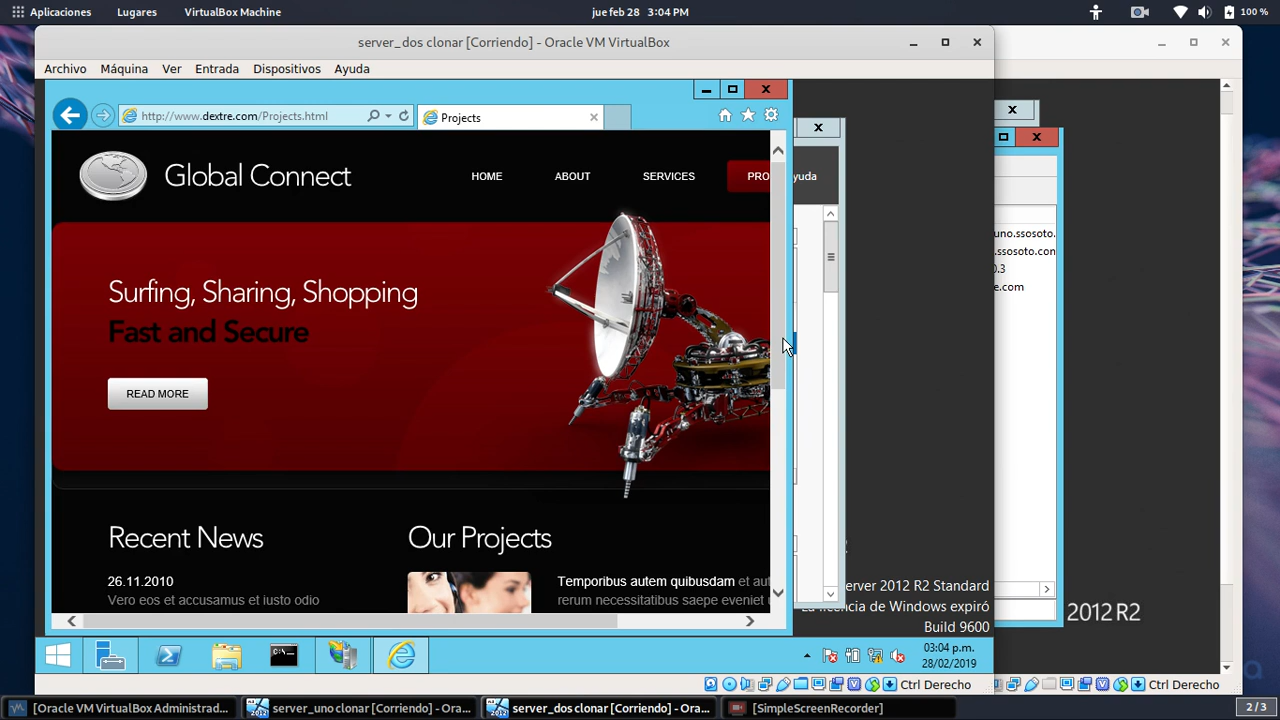 Aplicaciones Lugares VirtualBox Machine jue feb 28 3:04 PM 100 %
server_dos clonar [Corriendo] - Oracle VM VirtualBox
Archivo Máquina Ver Entrada Dispositivos Ayuda
http://www.dextre.com/Projects.html Projects
Global Connect HOME ABOUT SERVICES PRO yuda
Surfing, Sharing, Shopping
Fast and Secure
READ MORE
Recent News Our Projects
26.11.2010 Temporibus autem quibusdam et aut
Vero eos et accusamus et iusto odio rerum necessitatibus saepe eveniet
uno.ssosoto.
.ssosoto.con
0.3
e.com
erver 2012 R2 Standard
La licencia de Windows expiró
Build 9600
2012 R2
03:04 p.m.
28/02/2019
Ctrl Derecho Ctrl Derecho
[Oracle VM VirtualBox Administrad... server_uno clonar [Corriendo] - Ora... server_dos clonar [Corriendo] - Ora... [SimpleScreenRecorder] 2 / 3